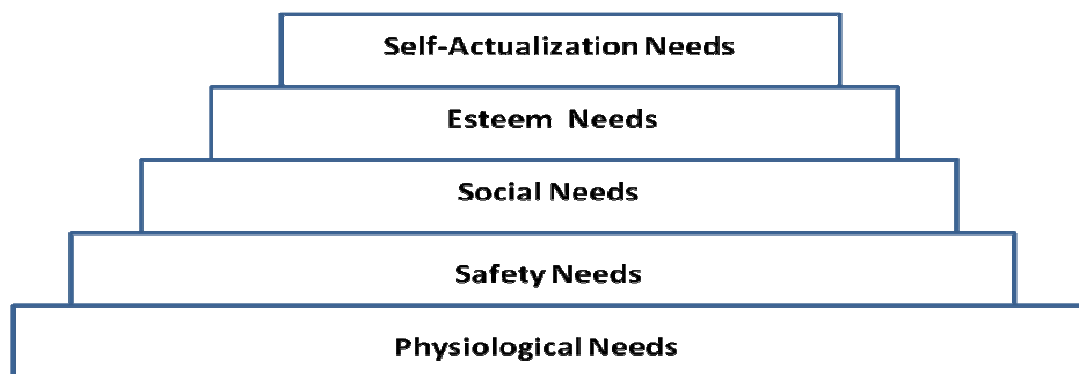 Self-Actualization Needs
Esteem Needs
Social Needs
Safety Needs
Physiological Needs